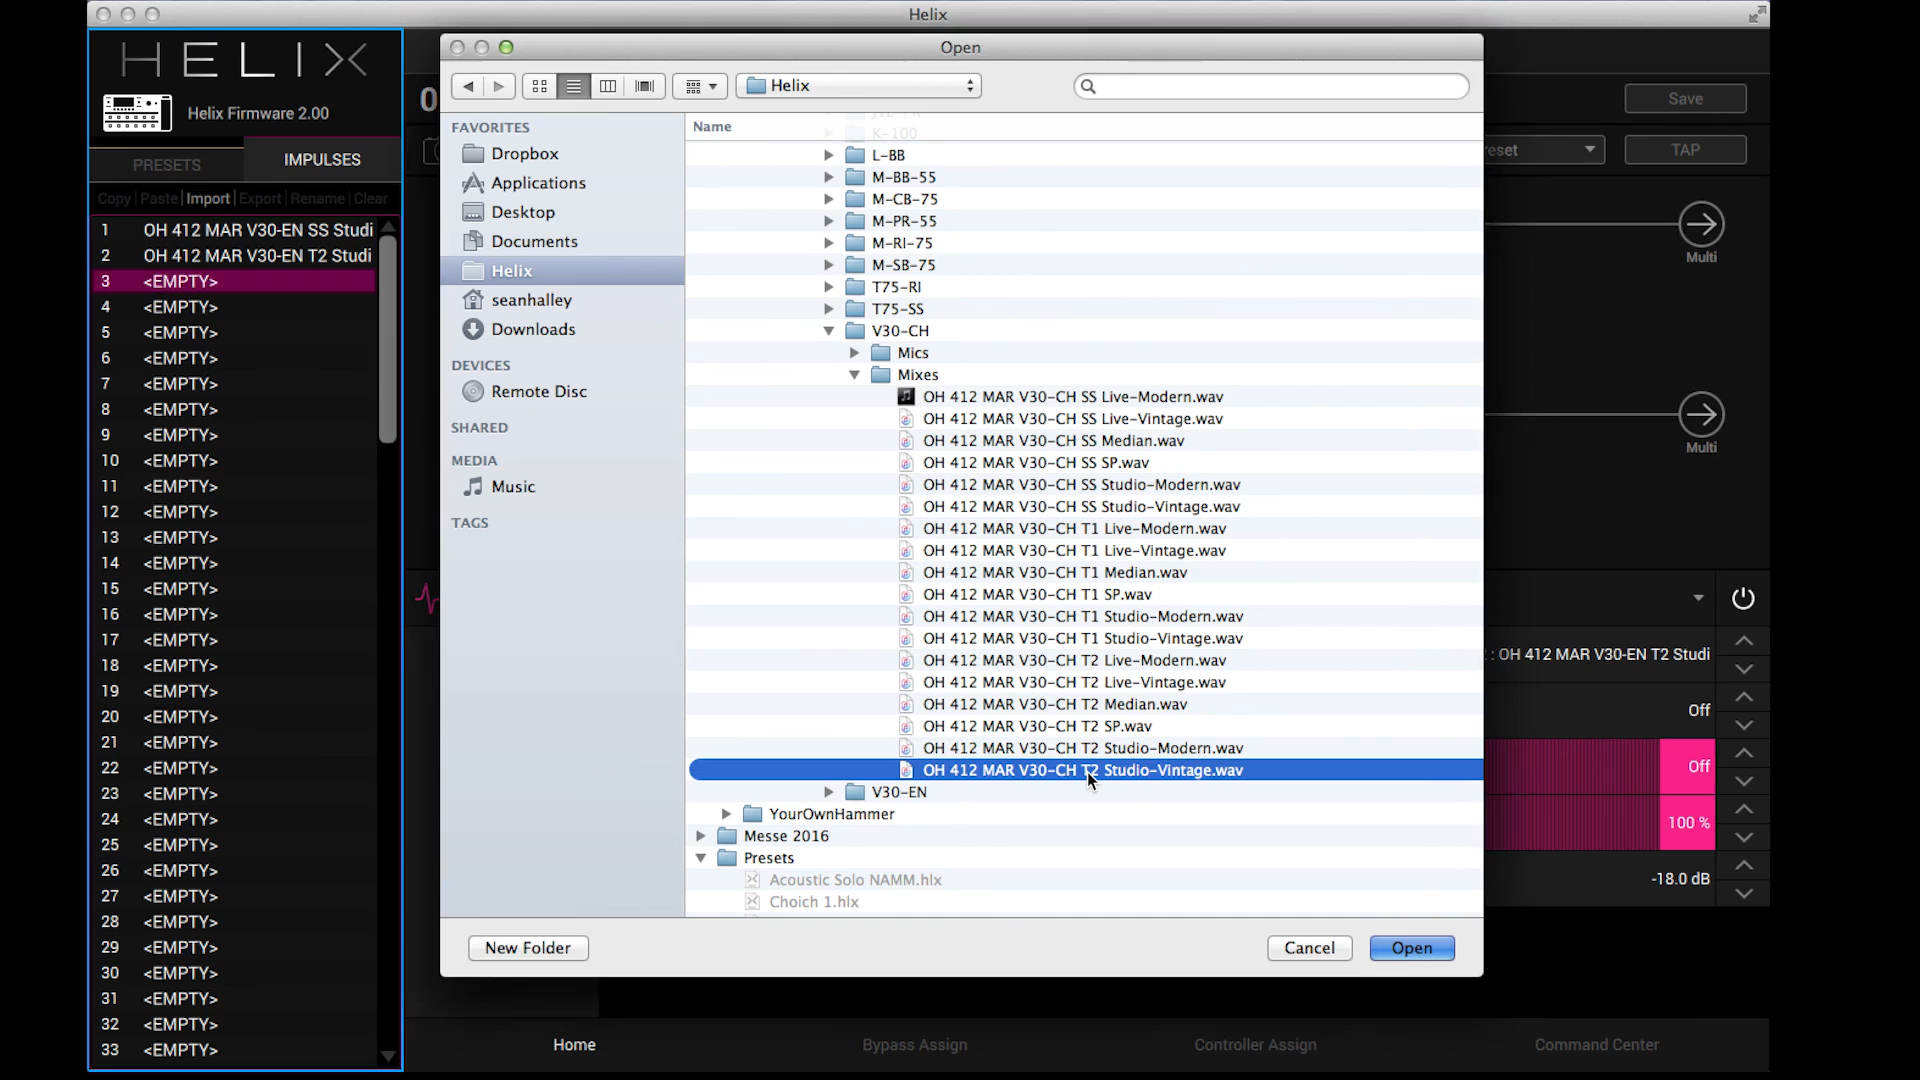 Helix
HELIX
Helix Firmware 2.00
PRESETS
IMPULSES
Copy | Paste | Import | Export | Rename | Clear
1 OH 412 MAR V30-EN SS Studi
2 OH 412 MAR V30-EN T2 Studi
3 <EMPTY>
4 <EMPTY>
5 <EMPTY>
6 <EMPTY>
7 <EMPTY>
8 <EMPTY>
9 <EMPTY>
10 <EMPTY>
11 <EMPTY>
12 <EMPTY>
13 <EMPTY>
14 <EMPTY>
15 <EMPTY>
16 <EMPTY>
17 <EMPTY>
18 <EMPTY>
19 <EMPTY>
20 <EMPTY>
21 <EMPTY>
22 <EMPTY>
23 <EMPTY>
24 <EMPTY>
25 <EMPTY>
26 <EMPTY>
27 <EMPTY>
28 <EMPTY>
29 <EMPTY>
30 <EMPTY>
31 <EMPTY>
32 <EMPTY>
33 <EMPTY>
Open
Helix
FAVORITES
Dropbox
Applications
Desktop
Documents
Helix
seanhalley
Downloads
DEVICES
Remote Disc
SHARED
MEDIA
Music
TAGS
Name
K-100
L-BB
M-BB-55
M-CB-75
M-PR-55
M-RI-75
M-SB-75
T75-RI
T75-SS
V30-CH
Mics
Mixes
OH 412 MAR V30-CH SS Live-Modern.wav
OH 412 MAR V30-CH SS Live-Vintage.wav
OH 412 MAR V30-CH SS Median.wav
OH 412 MAR V30-CH SS SP.wav
OH 412 MAR V30-CH SS Studio-Modern.wav
OH 412 MAR V30-CH SS Studio-Vintage.wav
OH 412 MAR V30-CH T1 Live-Modern.wav
OH 412 MAR V30-CH T1 Live-Vintage.wav
OH 412 MAR V30-CH T1 Median.wav
OH 412 MAR V30-CH T1 SP.wav
OH 412 MAR V30-CH T1 Studio-Modern.wav
OH 412 MAR V30-CH T1 Studio-Vintage.wav
OH 412 MAR V30-CH T2 Live-Modern.wav
OH 412 MAR V30-CH T2 Live-Vintage.wav
OH 412 MAR V30-CH T2 Median.wav
OH 412 MAR V30-CH T2 SP.wav
OH 412 MAR V30-CH T2 Studio-Modern.wav
OH 412 MAR V30-CH T2 Studio-Vintage.wav
V30-EN
YourOwnHammer
Messe 2016
Presets
Acoustic Solo NAMM.hlx
Choich 1.hlx
New Folder
Cancel
Open
0
Save
reset
TAP
Multi
Multi
: OH 412 MAR V30-EN T2 Studi
Off
Off
100 %
-18.0 dB
Home
Bypass Assign
Controller Assign
Command Center